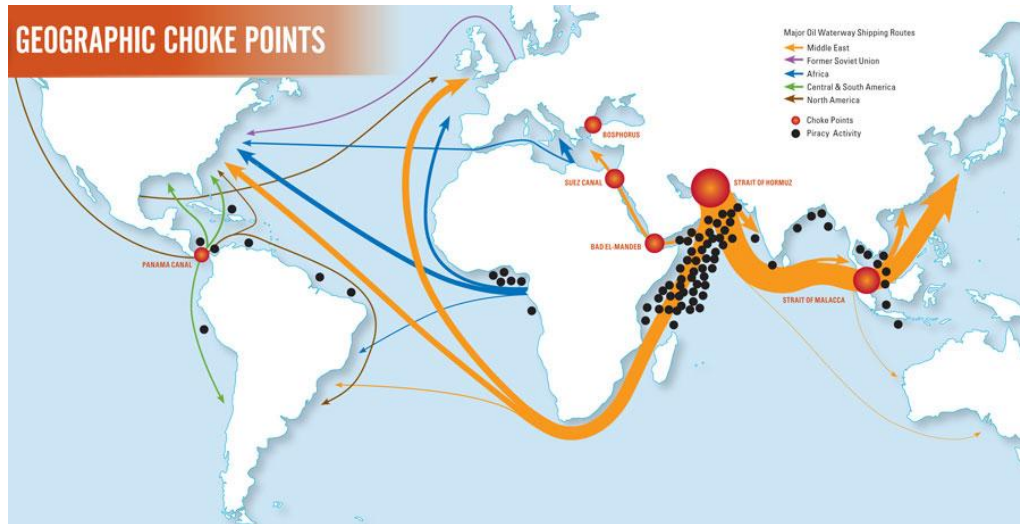 GEOGRAPHIC CHOKE POINTS
Major Oil Waterway Shipping Routes
Middle East
Former Soviet Union
Africa
Central & South America
North America
Choke Points
Piracy Activity
BOSPHORUS
SUEZ CANAL
STRAIT OF HORMUZ
BAD EL-MANDEB
PANAMA CANAL
STRAIT OF MALACCA